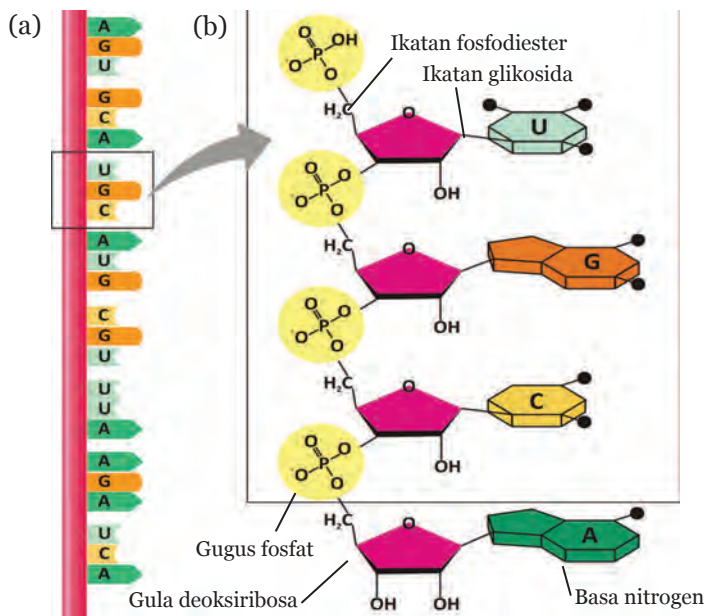 (a)
A
G
U
G
C
A
U
G
C
A
U
G
C
G
U
U
U
A
A
G
A
U
C
A
(b)
O
OH
P
-O
O
Ikatan fosfodiester
Ikatan glikosida
H₂C
O
U
OH
O
O
P
-O
O
H₂C
O
G
OH
O
O
P
-O
O
H₂C
O
C
OH
O
O
P
-O
O
H₂C
O
A
OH OH
Gugus fosfat
Gula deoksiribosa
Basa nitrogen